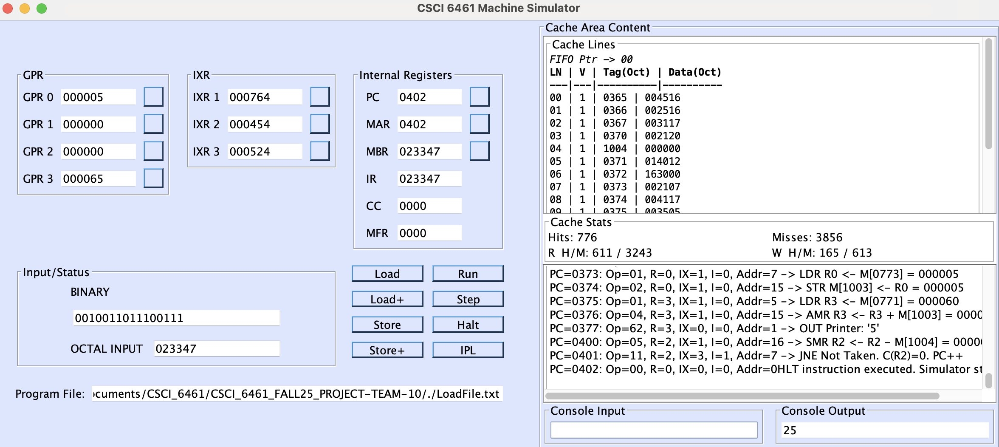 CSCI 6461 Machine Simulator
GPR
GPR 0 000005
GPR 1 000000
GPR 2 000000
GPR 3 000065
IXR
IXR 1 000764
IXR 2 000454
IXR 3 000524
Internal Registers
PC 0402
MAR 0402
MBR 023347
IR 023347
CC 0000
MFR 0000
Input/Status
BINARY
0010011011100111
OCTAL INPUT 023347
Load Run
Load+ Step
Store Halt
Store+ IPL
Program File: ocuments/CSCI_6461/CSCI_6461_FALL25_PROJECT-TEAM-10/./LoadFile.txt
Cache Area Content
Cache Lines
FIFO Ptr -> 00
LN | V | Tag(Oct) | Data(Oct)
---|---|----------|----------
00 | 1 | 0365 | 004516
01 | 1 | 0366 | 002516
02 | 1 | 0367 | 003117
03 | 1 | 0370 | 002120
04 | 1 | 1004 | 000000
05 | 1 | 0371 | 014012
06 | 1 | 0372 | 163000
07 | 1 | 0373 | 002107
08 | 1 | 0374 | 004117
09 | 1 | 0375 | 003505
Cache Stats
Hits: 776 Misses: 3856
R H/M: 611 / 3243 W H/M: 165 / 613
PC=0373: Op=01, R=0, IX=1, I=0, Addr=7 -> LDR R0 <- M[0773] = 000005
PC=0374: Op=02, R=0, IX=1, I=0, Addr=15 -> STR M[1003] <- R0 = 000005
PC=0375: Op=01, R=3, IX=1, I=0, Addr=5 -> LDR R3 <- M[0771] = 000060
PC=0376: Op=04, R=3, IX=1, I=0, Addr=15 -> AMR R3 <- R3 + M[1003] = 0000
PC=0377: Op=62, R=3, IX=0, I=0, Addr=1 -> OUT Printer: '5'
PC=0400: Op=05, R=2, IX=1, I=0, Addr=16 -> SMR R2 <- R2 - M[1004] = 00000
PC=0401: Op=11, R=2, IX=3, I=1, Addr=7 -> JNE Not Taken. C(R2)=0. PC++
PC=0402: Op=00, R=0, IX=0, I=0, Addr=0HLT instruction executed. Simulator st
Console Input
Console Output
25